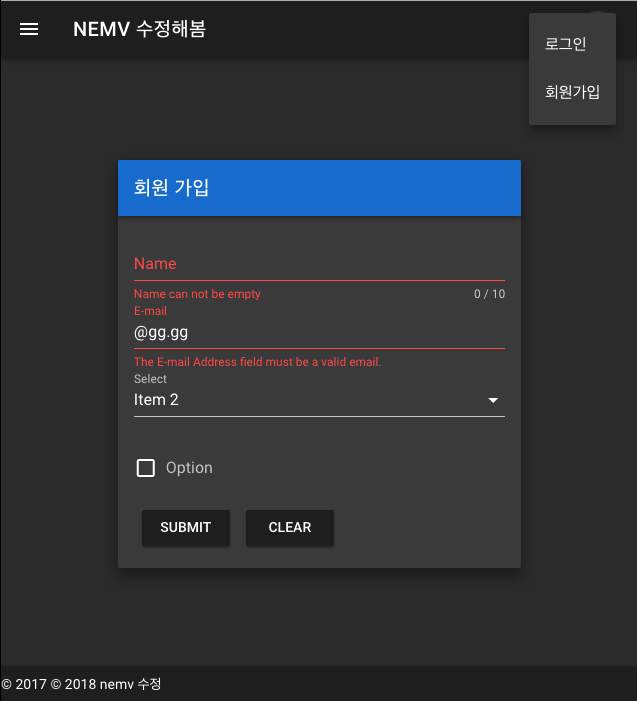 NEMV 수정해봄
로그인
회원가입
회원 가입
Name
Name can not be empty 0 / 10
E-mail
@gg.gg
The E-mail Address field must be a valid email.
Select
Item 2
Option
SUBMIT CLEAR
© 2017 © 2018 nemv 수정